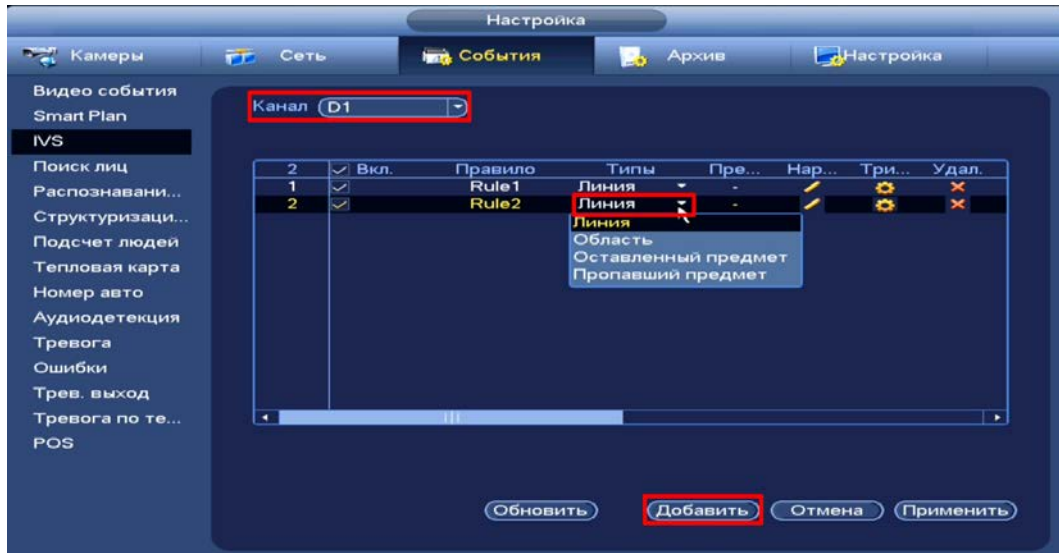 Настройка
Камеры Сеть События Архив Настройка
Видео события
Smart Plan
IVS
Поиск лиц
Распознавани...
Структуризаци...
Подсчет людей
Тепловая карта
Номер авто
Аудиодетекция
Тревога
Ошибки
Трев. выход
Тревога по те...
POS
Канал D1
2 Вкл. Правило Типы Пре... Нар... Три... Удал.
1 Rule1 Линия -
2 Rule2 Линия -
Линия
Область
Оставленный предмет
Пропавший предмет
Обновить Добавить Отмена Применить